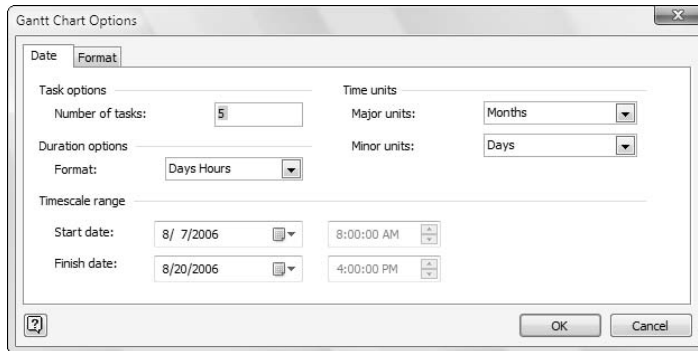 Gantt Chart Options
Date Format
Task options
Number of tasks: 5
Time units
Major units: Months
Minor units: Days
Duration options
Format: Days Hours
Timescale range
Start date: 8/ 7/2006 8:00:00 AM
Finish date: 8/20/2006 4:00:00 PM
OK Cancel